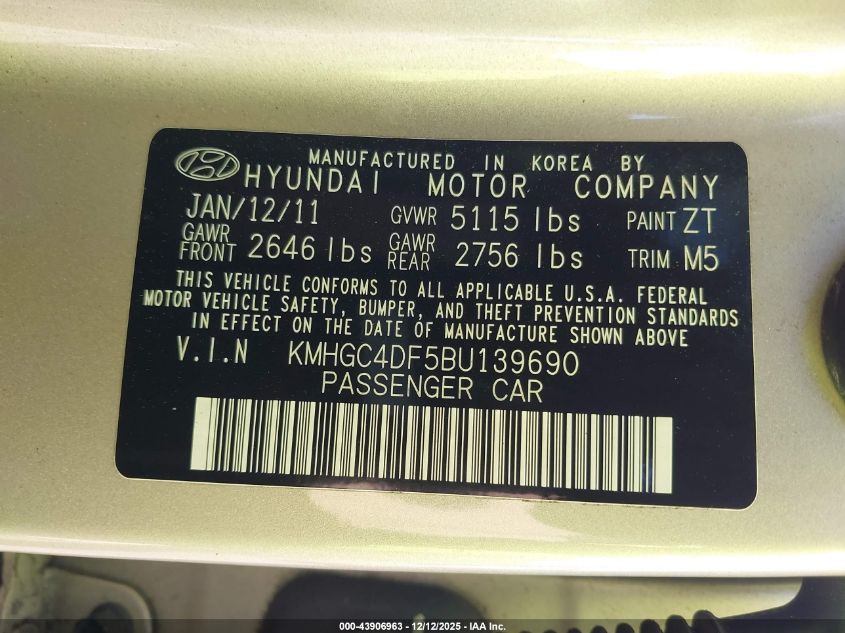 MANUFACTURED IN KOREA BY
HYUNDAI MOTOR COMPANY
JAN/12/11 GVWR 5115 lbs PAINT ZT
GAWR FRONT 2646 lbs GAWR REAR 2756 lbs TRIM M5
THIS VEHICLE CONFORMS TO ALL APPLICABLE U.S.A. FEDERAL
MOTOR VEHICLE SAFETY, BUMPER, AND THEFT PREVENTION STANDARDS
IN EFFECT ON THE DATE OF MANUFACTURE SHOWN ABOVE
V.I.N KMHGC4DF5BU139690
PASSENGER CAR
000-43906963 - 12/12/2025 - IAA Inc.